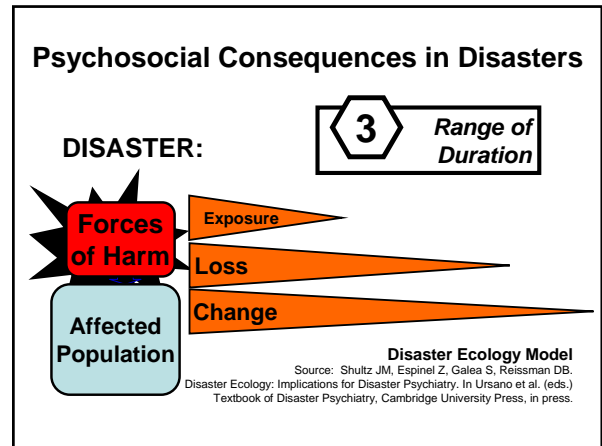 Psychosocial Consequences in Disasters
3
Range of
Duration
DISASTER:
Forces
of Harm
Exposure
Loss
Change
Affected
Population
Disaster Ecology Model
Source: Shultz JM, Espinel Z, Galea S, Reissman DB.
Disaster Ecology: Implications for Disaster Psychiatry. In Ursano et al. (eds.)
Textbook of Disaster Psychiatry, Cambridge University Press, in press.